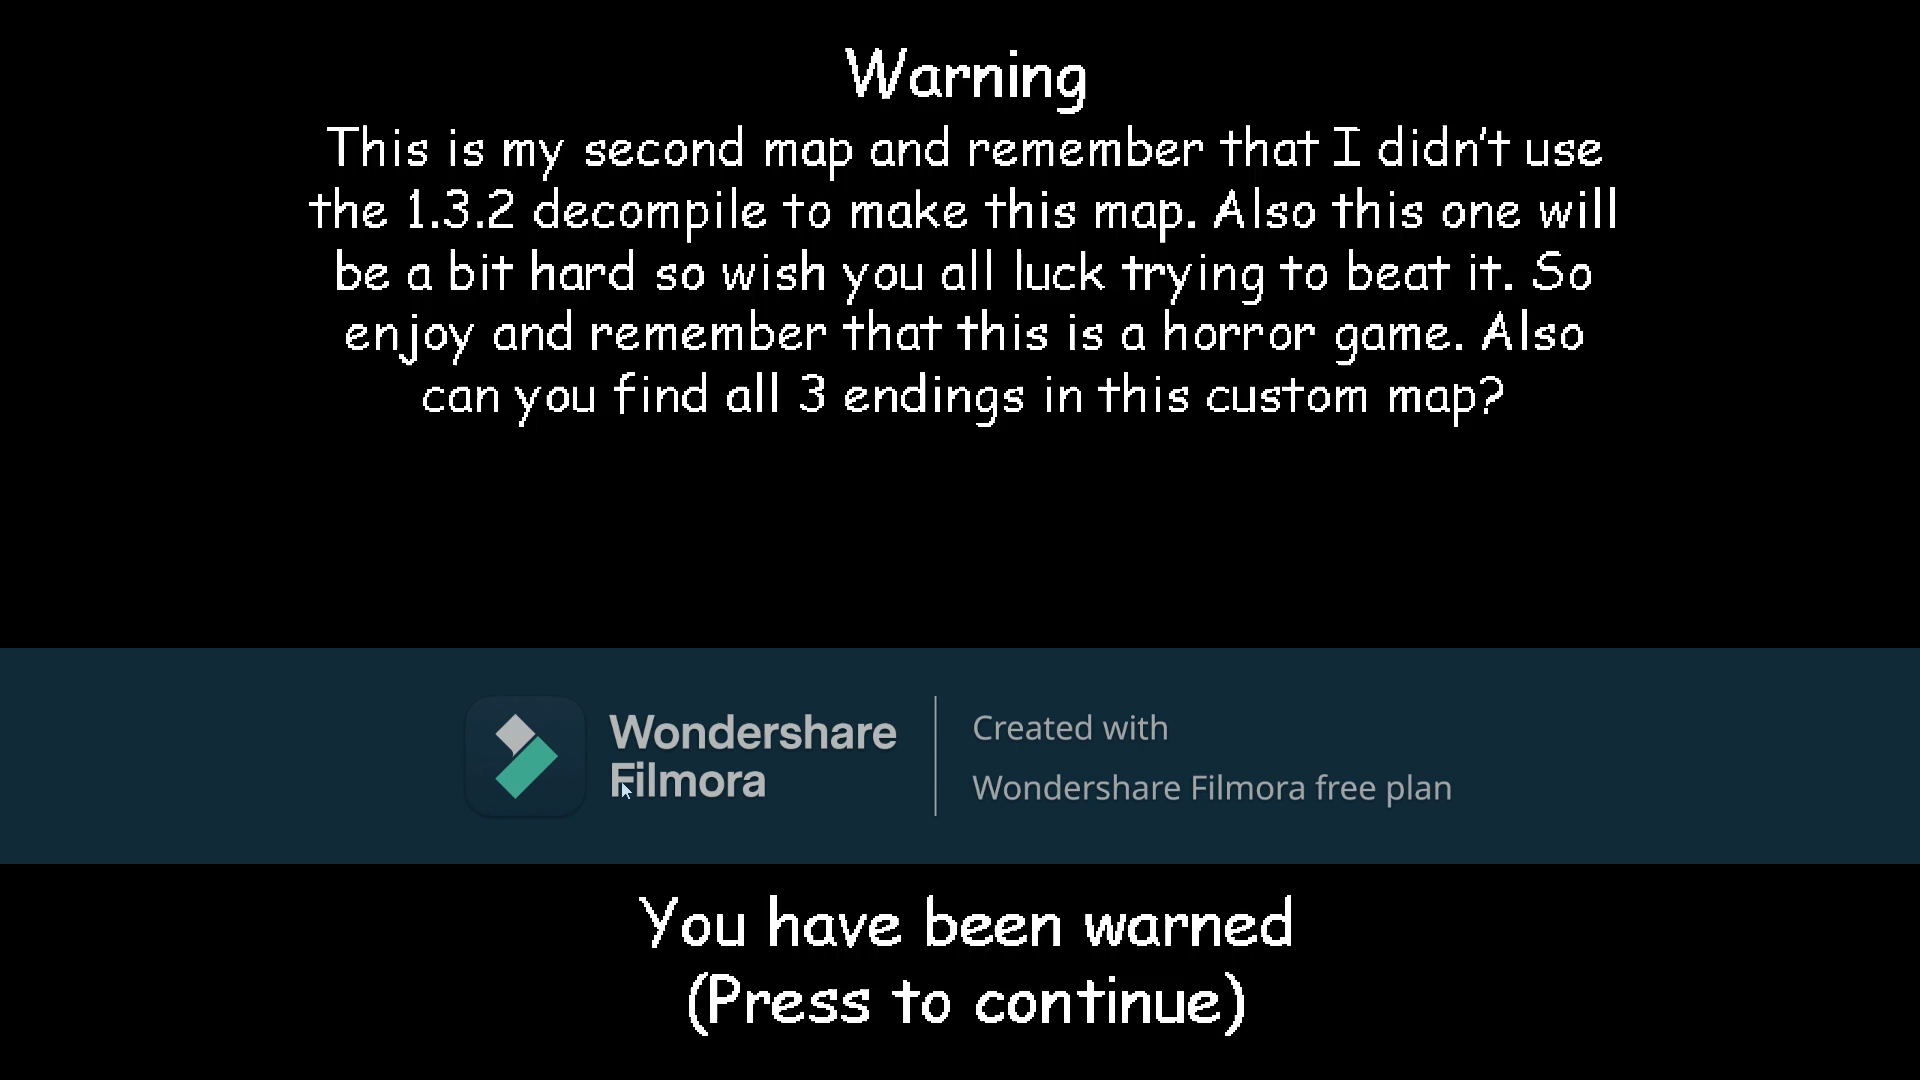 Warning
This is my second map and remember that I didn't use
the 1.3.2 decompile to make this map. Also this one will
be a bit hard so wish you all luck trying to beat it. So
enjoy and remember that this is a horror game. Also
can you find all 3 endings in this custom map?
Wondershare
Filmora
Created with
Wondershare Filmora free plan
You have been warned
(Press to continue)